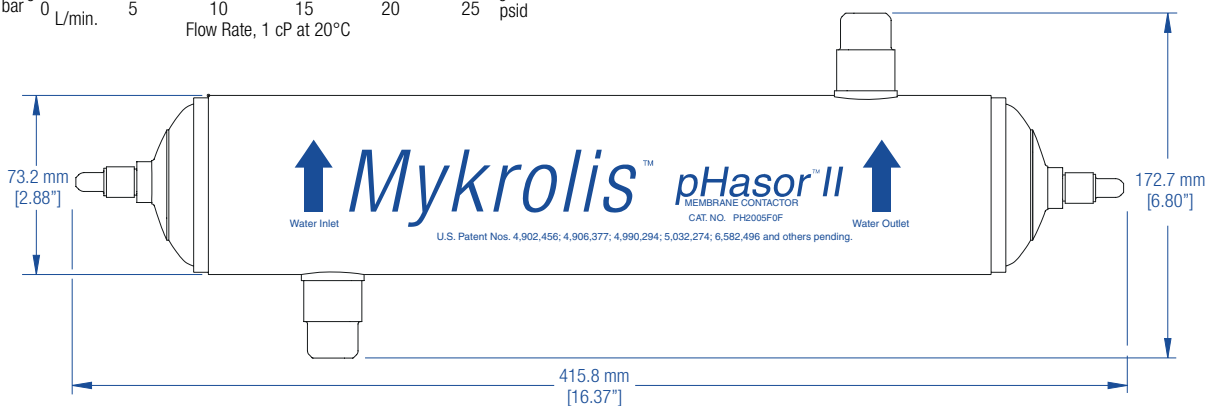 bar 0 L/min. 5 10 15 20 25 psid
Flow Rate, 1 cP at 20°C
73.2 mm
[2.88”]
Mykrolis™
pHasor™ II
MEMBRANE CONTACTOR
CAT. NO. PH2005F0F
Water Inlet
Water Outlet
U.S. Patent Nos. 4,902,456; 4,906,377; 4,990,294; 5,032,274; 6,582,496 and others pending.
172.7 mm
[6.80”]
415.8 mm
[16.37”]